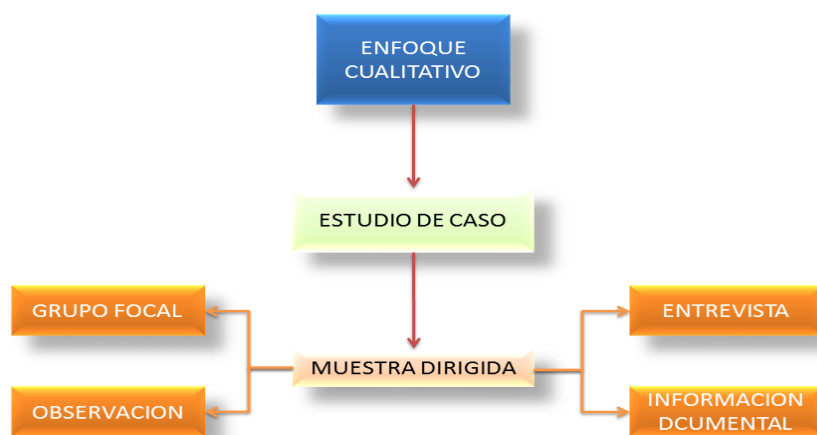 ENFOQUE
CUALITATIVO
ESTUDIO DE CASO
GRUPO FOCAL
ENTREVISTA
MUESTRA DIRIGIDA
OBSERVACION
INFORMACION
DCUMENTAL